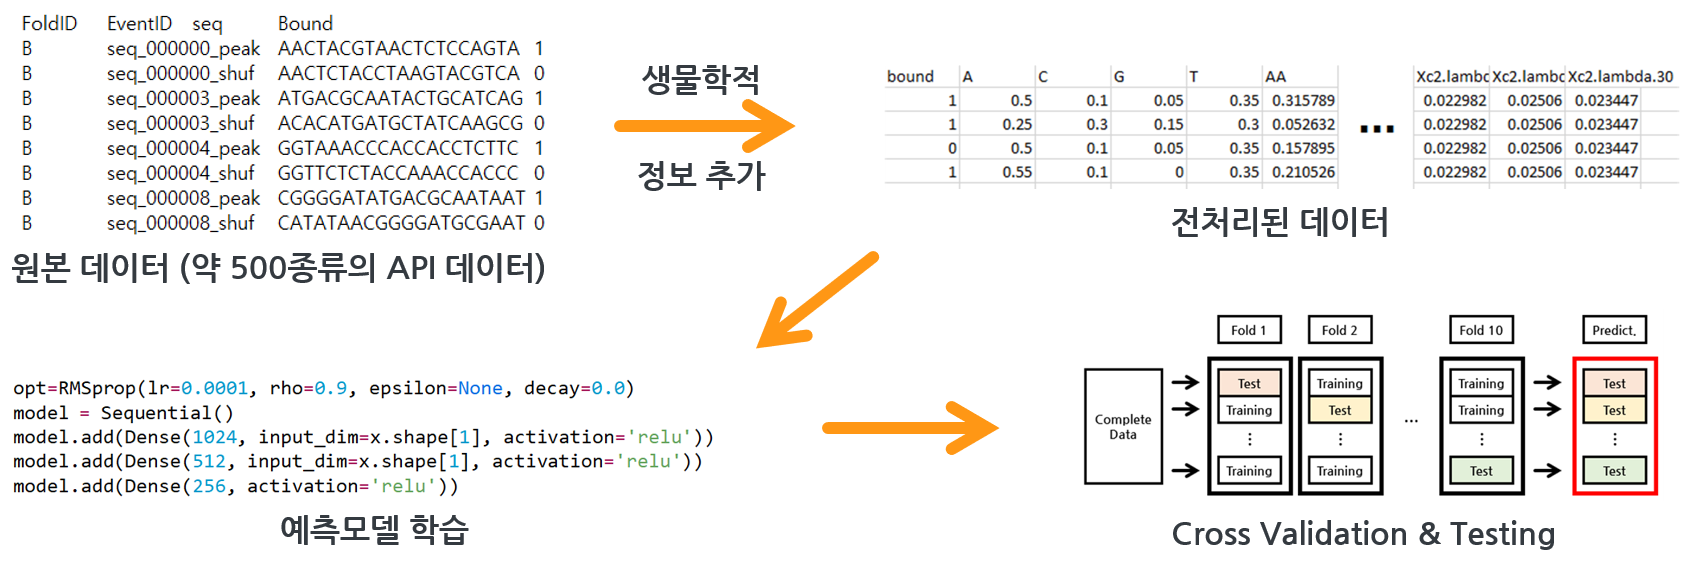 FoldID EventID seq Bound
B seq_000000_peak AACTACGTAACTCTCCAGTA 1
B seq_000000_shuf AACTCTACCTAAGTACGTCA 0
B seq_000003_peak ATGACGCAATACTGCATCAG 1
B seq_000003_shuf ACACATGATGCTATCAAGCG 0
B seq_000004_peak GGTAAACCCACCACCTCTTC 1
B seq_000004_shuf GGTTCTCTACCAAACCACCC 0
B seq_000008_peak CGGGGATATGACGCAATAAT 1
B seq_000008_shuf CATATAACGGGGATGCGAAT 0
원본 데이터 (약 500종류의 API 데이터)
생물학적
정보 추가
bound A C G T AA Xc2.lambc Xc2.lambc Xc2.lambda.30
1 0.5 0.1 0.05 0.35 0.315789 0.022982 0.02506 0.023447
1 0.25 0.3 0.15 0.3 0.052632 ... 0.022982 0.02506 0.023447
0 0.5 0.1 0.05 0.35 0.157895 0.022982 0.02506 0.023447
1 0.55 0.1 0 0.35 0.210526 0.022982 0.02506 0.023447
전처리된 데이터
opt=RMSprop(lr=0.0001, rho=0.9, epsilon=None, decay=0.0)
model = Sequential()
model.add(Dense(1024, input_dim=x.shape[1], activation='relu'))
model.add(Dense(512, input_dim=x.shape[1], activation='relu'))
model.add(Dense(256, activation='relu'))
예측모델 학습
Fold 1 Fold 2 Fold 10 Predict.
Test Training Training Test
Training Test Training Test
Complete
Data
...
Training Training Test Test
Cross Validation & Testing